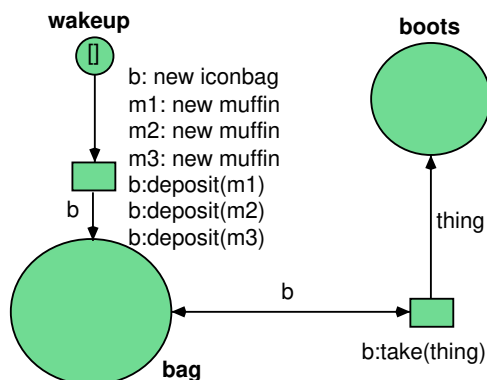 wakeup
[]
b: new iconbag
m1: new muffin
m2: new muffin
m3: new muffin
b:deposit(m1)
b:deposit(m2)
b:deposit(m3)
b
bag
boots
thing
b
b:take(thing)